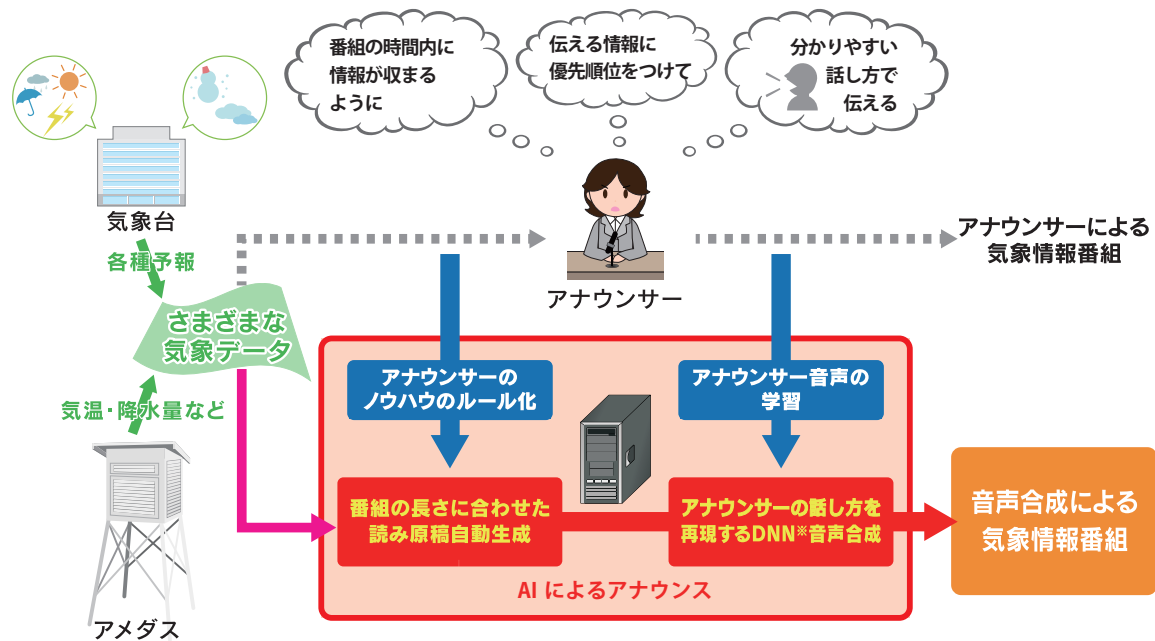 番組の時間内に
情報が収まる
ように
伝える情報に
優先順位をつけて
分かりやすい
話し方で
伝える
気象台
各種予報
さまざまな
気象データ
気温・降水量など
アメダス
アナウンサー
アナウンサーによる
気象情報番組
アナウンサーの
ノウハウのルール化
アナウンサー音声の
学習
番組の長さに合わせた
読み原稿自動生成
アナウンサーの話し方を
再現するDNN※音声合成
AI によるアナウンス
音声合成による
気象情報番組